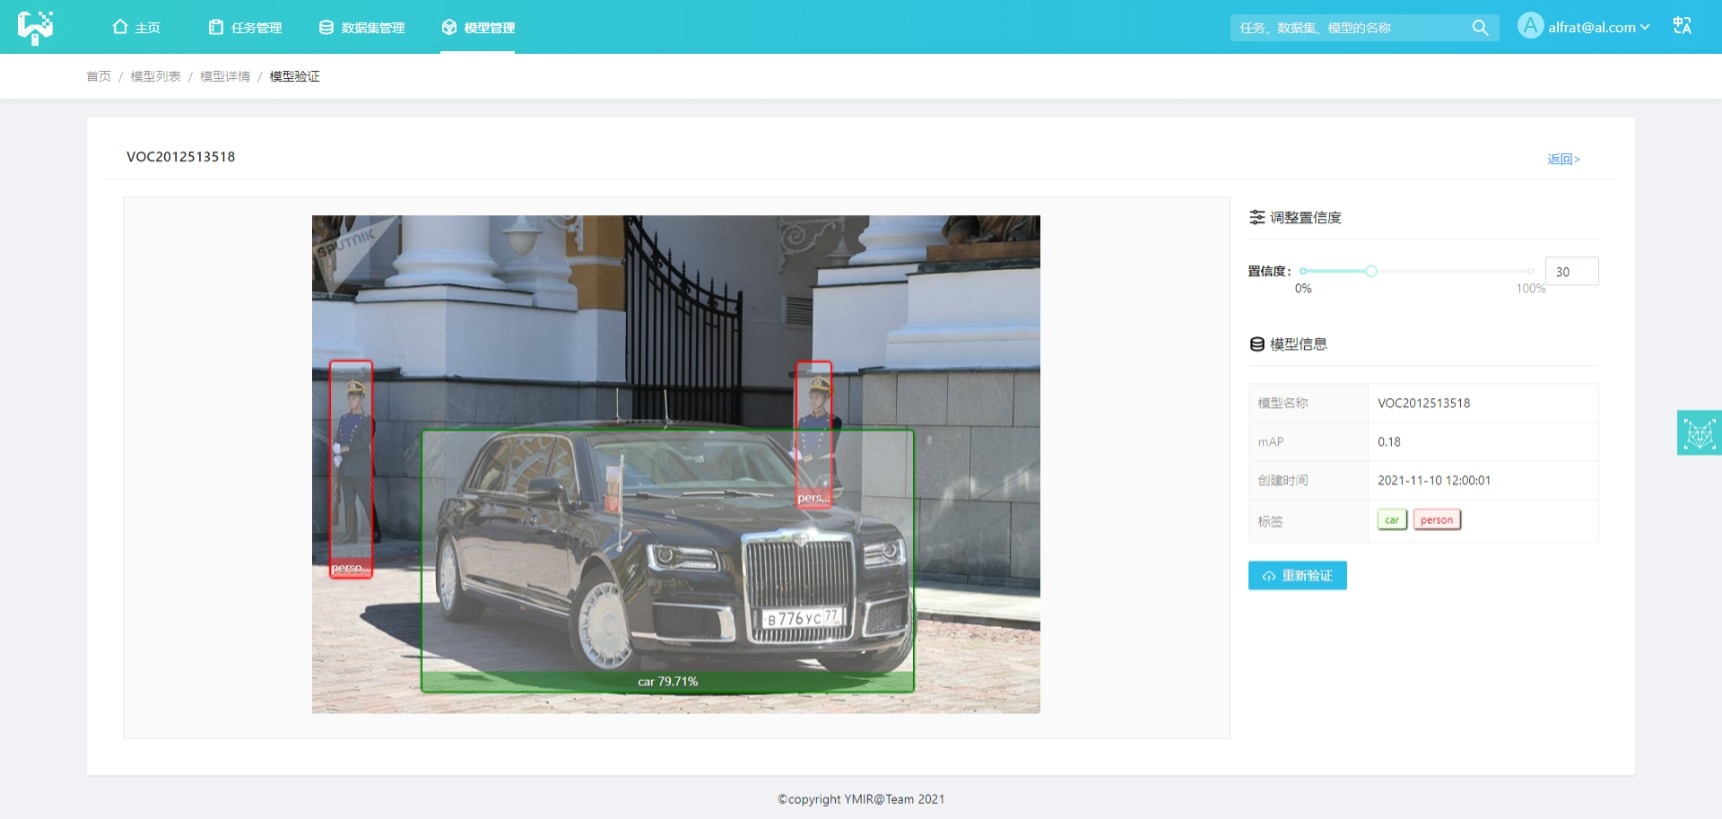 主页
任务管理
数据集管理
模型管理
任务、数据集、模型的名称
A
alfrat@al.com
首页 / 模型列表 / 模型详情 / 模型验证
VOC2012513518
返回>
SPUTNIK
perso...
pers...
B776УС 77
car 79.71%
调整置信度
置信度：
30
0%
100%
模型信息
模型名称 VOC2012513518
mAP 0.18
创建时间 2021-11-10 12:00:01
标签 car person
重新验证
©copyright YMIR@Team 2021